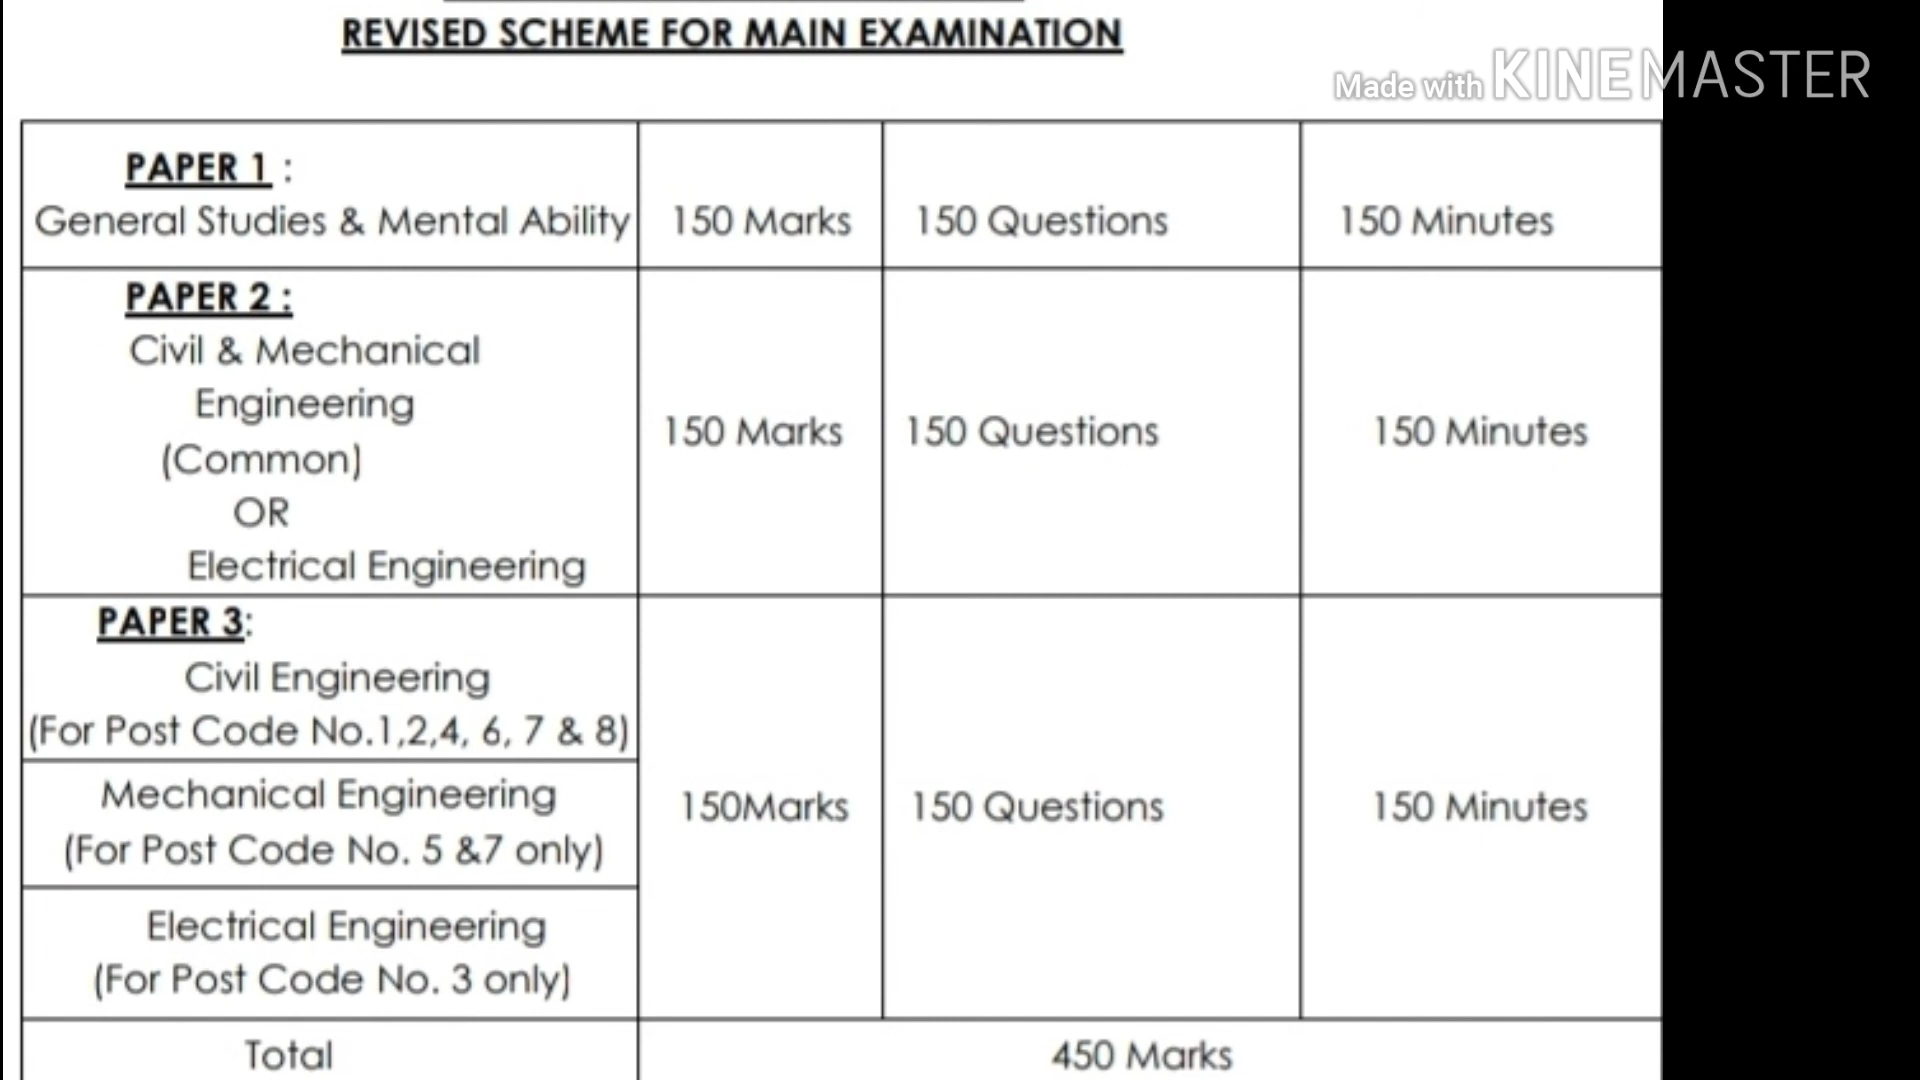 REVISED SCHEME FOR MAIN EXAMINATION
Made with KINEMASTER
PAPER 1 :
General Studies & Mental Ability 150 Marks 150 Questions 150 Minutes
PAPER 2 :
Civil & Mechanical
Engineering
(Common)
OR
Electrical Engineering
150 Marks 150 Questions 150 Minutes
PAPER 3:
Civil Engineering
(For Post Code No.1,2,4, 6, 7 & 8)
Mechanical Engineering
(For Post Code No. 5 &7 only)
Electrical Engineering
(For Post Code No. 3 only)
150Marks 150 Questions 150 Minutes
Total 450 Marks